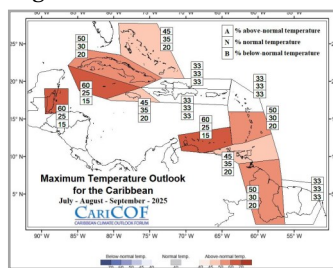 A % above-normal temperature
N % normal temperature
B % below-normal temperature
25°N
20°N
15°N
10°N
5°N
45
35
20
50
30
20
33
33
33
33
33
33
60
25
15
60
25
15
45
35
20
33
33
33
50
30
20
60
25
15
45
35
20
50
30
20
33
33
33
Maximum Temperature Outlook
for the Caribbean
July - August - September - 2025
CARICOF
CARIBBEAN CLIMATE OUTLOOK FORUM
90°W 85°W 80°W 75°W 70°W 65°W 60°W
Below-normal temp. Normal temp. Above-normal temp.